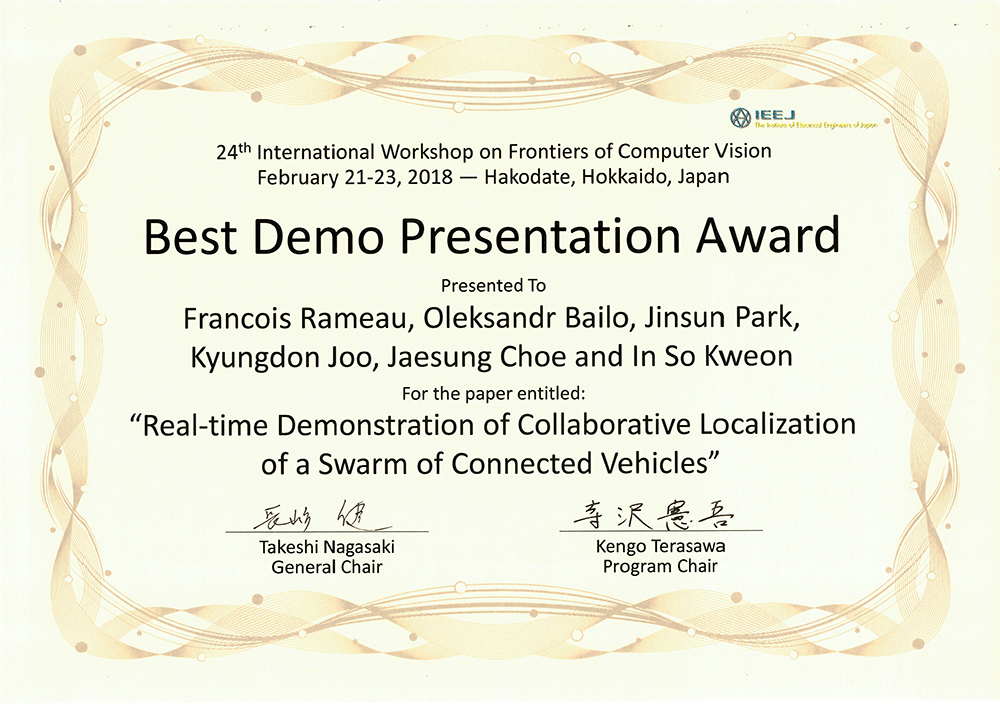 IEEJ
The Institute of Electrical Engineers of Japan
24th International Workshop on Frontiers of Computer Vision
February 21-23, 2018 — Hakodate, Hokkaido, Japan
Best Demo Presentation Award
Presented To
Francois Rameau, Oleksandr Bailo, Jinsun Park,
Kyungdon Joo, Jaesung Choe and In So Kweon
For the paper entitled:
“Real-time Demonstration of Collaborative Localization
of a Swarm of Connected Vehicles”
長崎 健
寺沢憲吾
Takeshi Nagasaki
Kengo Terasawa
General Chair
Program Chair